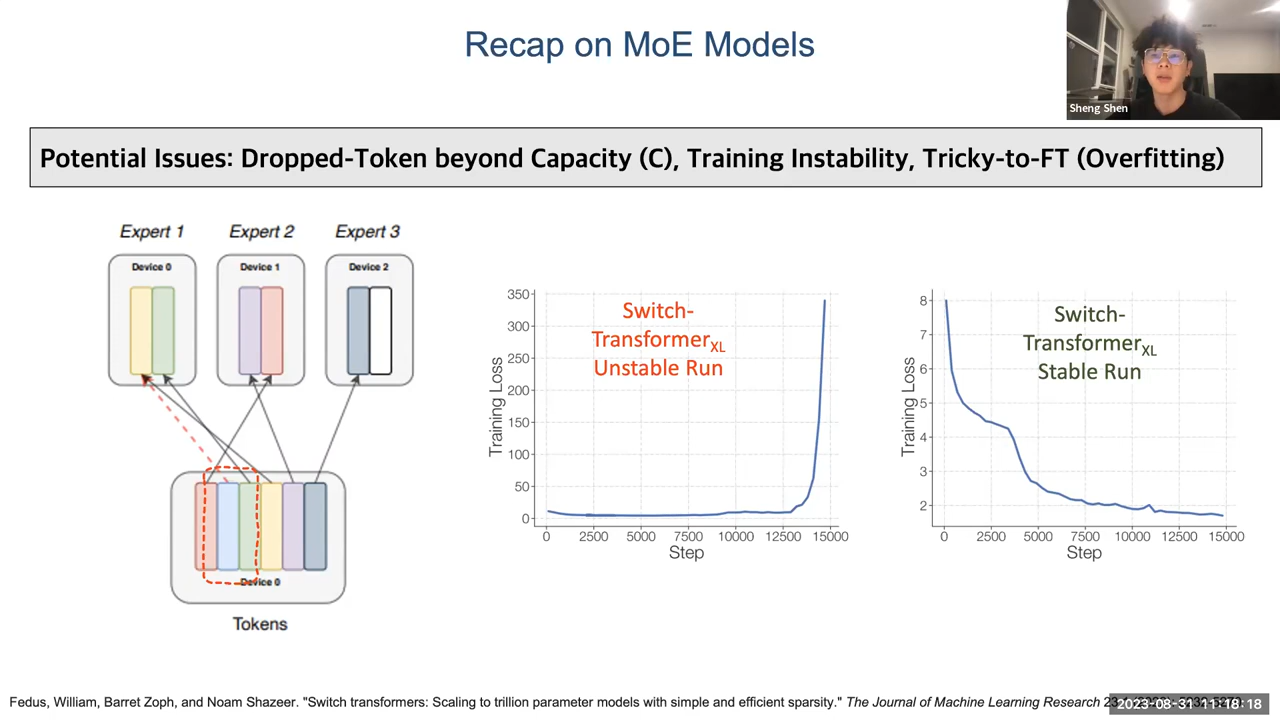 Recap on MoE Models
Sheng Shen
Potential Issues: Dropped-Token beyond Capacity (C), Training Instability, Tricky-to-FT (Overfitting)
Expert 1
Expert 2
Expert 3
Device 0
Device 1
Device 2
Device 0
Tokens
Training Loss
350
300
250
200
150
100
50
0
Switch-
Transformer XL
Unstable Run
0
2500
5000
7500
10000
12500
15000
Step
Training Loss
8
7
6
5
4
3
2
Switch-
Transformer XL
Stable Run
0
2500
5000
7500
10000
12500
15000
Step
Fedus, William, Barret Zoph, and Noam Shazeer. "Switch transformers: Scaling to trillion parameter models with simple and efficient sparsity." The Journal of Machine Learning Research
2023-08-31 11:18:18